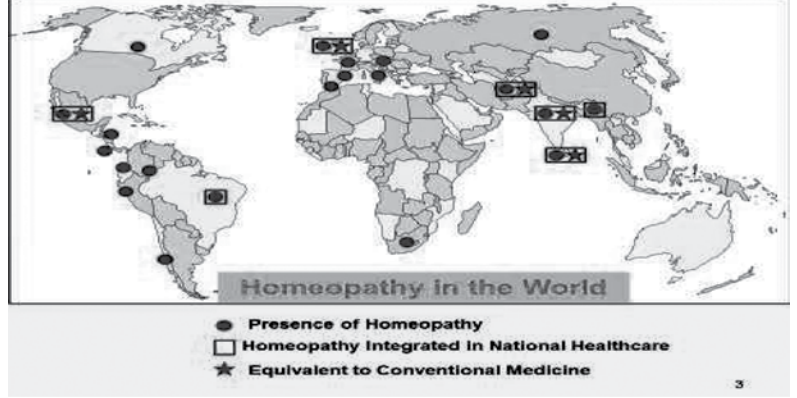 Homeopathy in the World
Presence of Homeopathy
Homeopathy Integrated in National Healthcare
Equivalent to Conventional Medicine
3